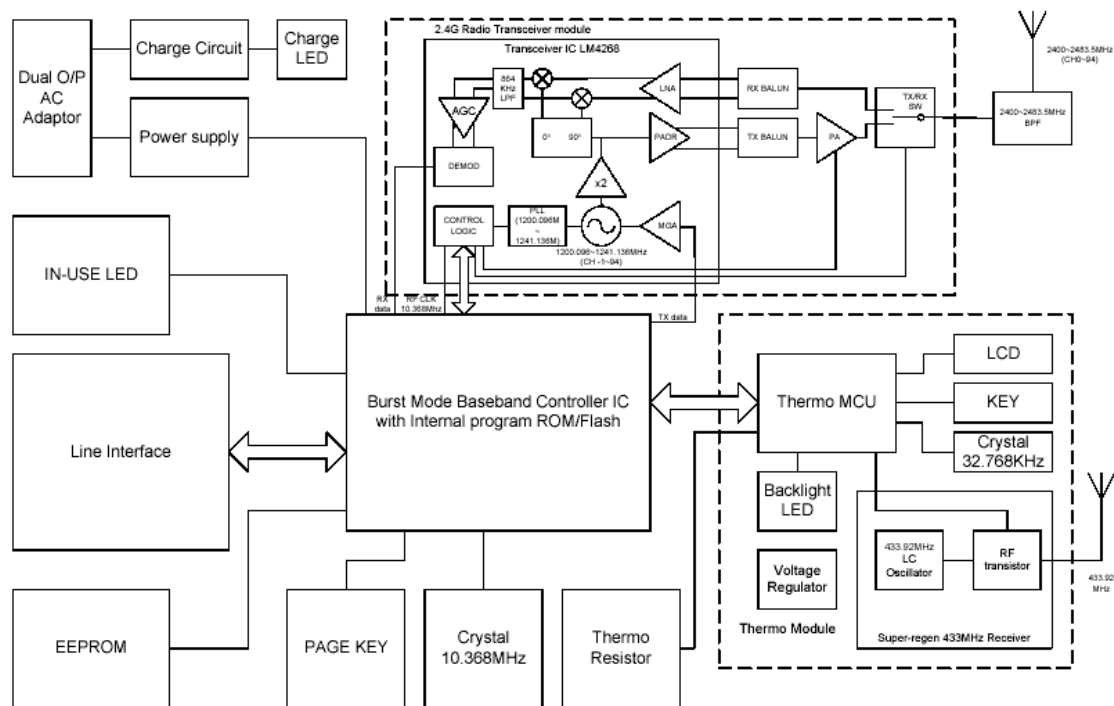 Dual O/P
AC
Adaptor
Charge Circuit
Charge
LED
Power supply
2.4G Radio Transceiver module
Transceiver IC LM4268
864
KHz
LPF
LNA
RX BALUN
TX/RX
SW
2400~2483.5MHz
(CH0~94)
2400~2483.5MHz
BPF
AGC
0°
90°
PADR
TX BALUN
PA
DEMOD
x2
CONTROL
LOGIC
PLL
(1200.096M
~
1241.136M)
MGA
1200.096~1241.136MHz
(CH -1~94)
IN-USE LED
RX
data
RF CLK
10.368Mhz
TX data
Line Interface
Burst Mode Baseband Controller IC
with Internal program ROM/Flash
Thermo MCU
LCD
KEY
Crystal
32.768KHz
Backlight
LED
433.92MHz
LC
Oscillator
RF
transistor
433.92
MHz
Voltage
Regulator
Thermo Module
Super-regen 433MHz Receiver
EEPROM
PAGE KEY
Crystal
10.368MHz
Thermo
Resistor